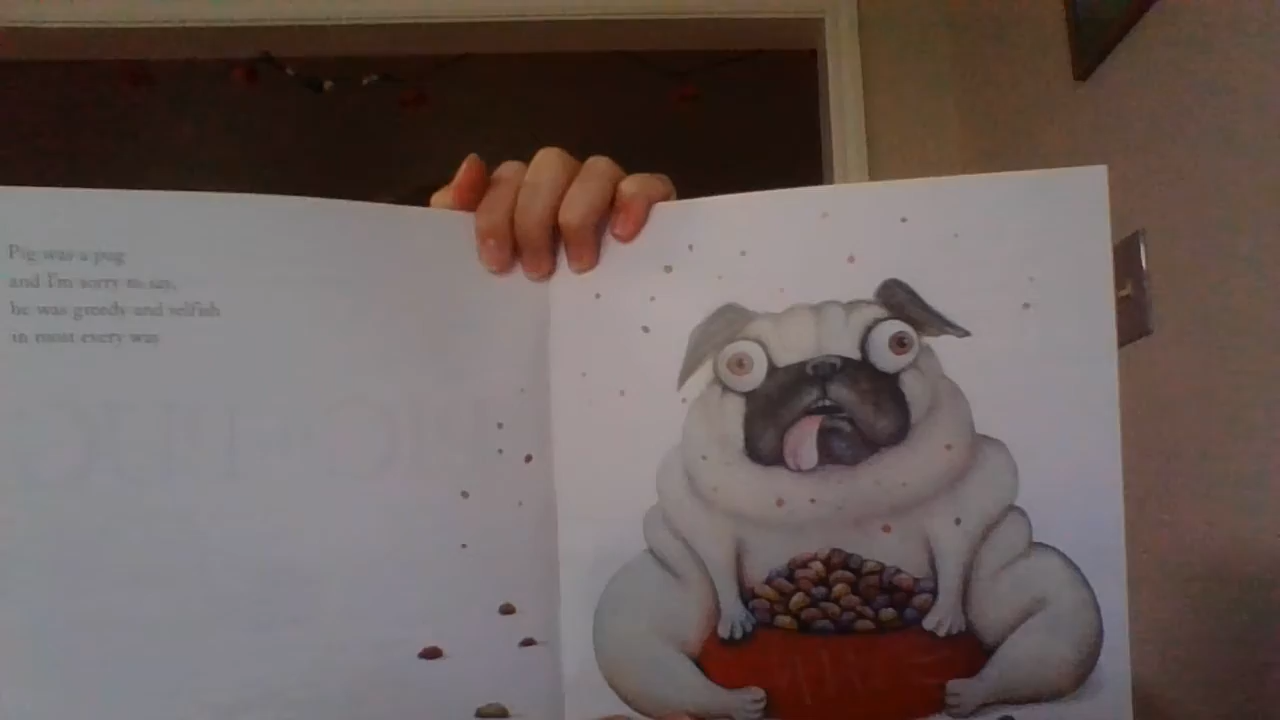 Pig was a pug
and I'm sorry to say,
he was greedy and selfish
in most every way.